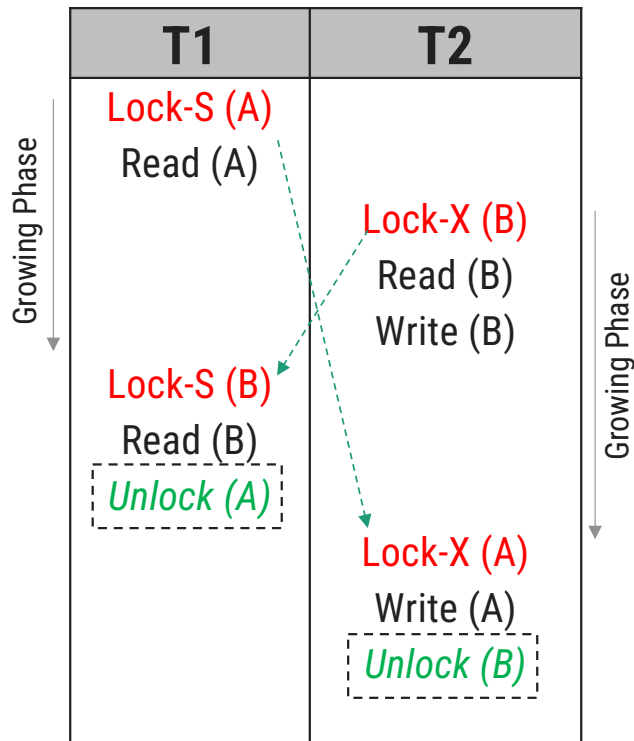 T1
T2
Growing Phase
Lock-S (A)
Read (A)
Lock-X (B)
Read (B)
Write (B)
Lock-S (B)
Read (B)
Unlock (A)
Lock-X (A)
Write (A)
Unlock (B)
Growing Phase